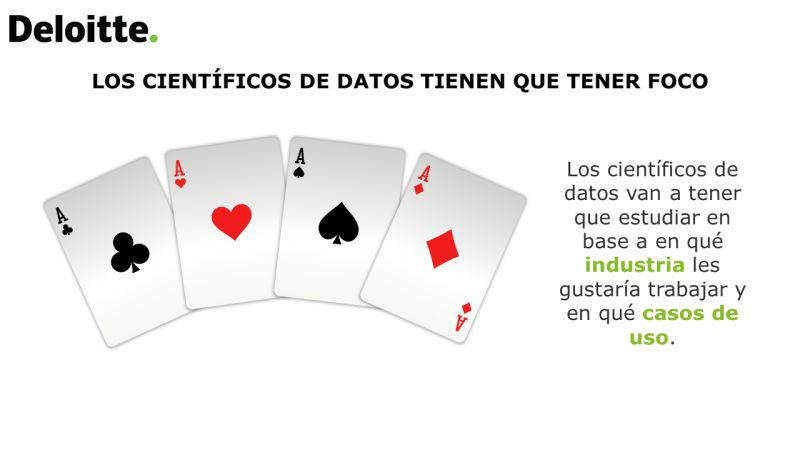 Deloitte.
LOS CIENTÍFICOS DE DATOS TIENEN QUE TENER FOCO
A
A
A
A
A
Los científicos de
datos van a tener
que estudiar en
base a en qué
industria les
gustaría trabajar y
en qué casos de
uso.